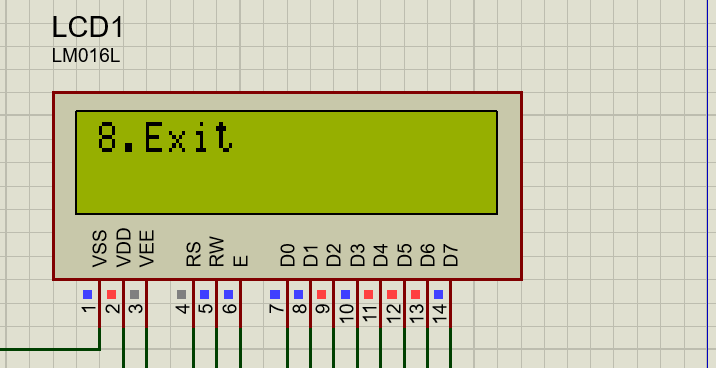 LCD1
LM016L
8.Exit
VSS VDD VEE RS RW E D0 D1 D2 D3 D4 D5 D6 D7
1 2 3 4 5 6 7 8 9 10 11 12 13 14